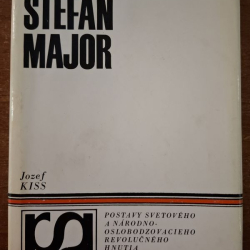 ŠTEFAN
MAJOR
Jozef
KISS
POSTAVY SVETOVÉHO
A NÁRODNO-
OSLOBODZOVACIEHO
REVOLUČNÉHO
HNUTIA